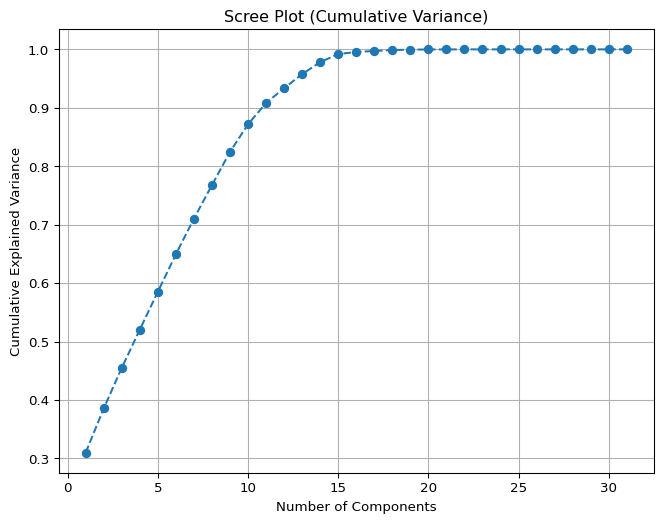 Scree Plot (Cumulative Variance)
Cumulative Explained Variance
1.0
0.9
0.8
0.7
0.6
0.5
0.4
0.3
0 5 10 15 20 25 30
Number of Components